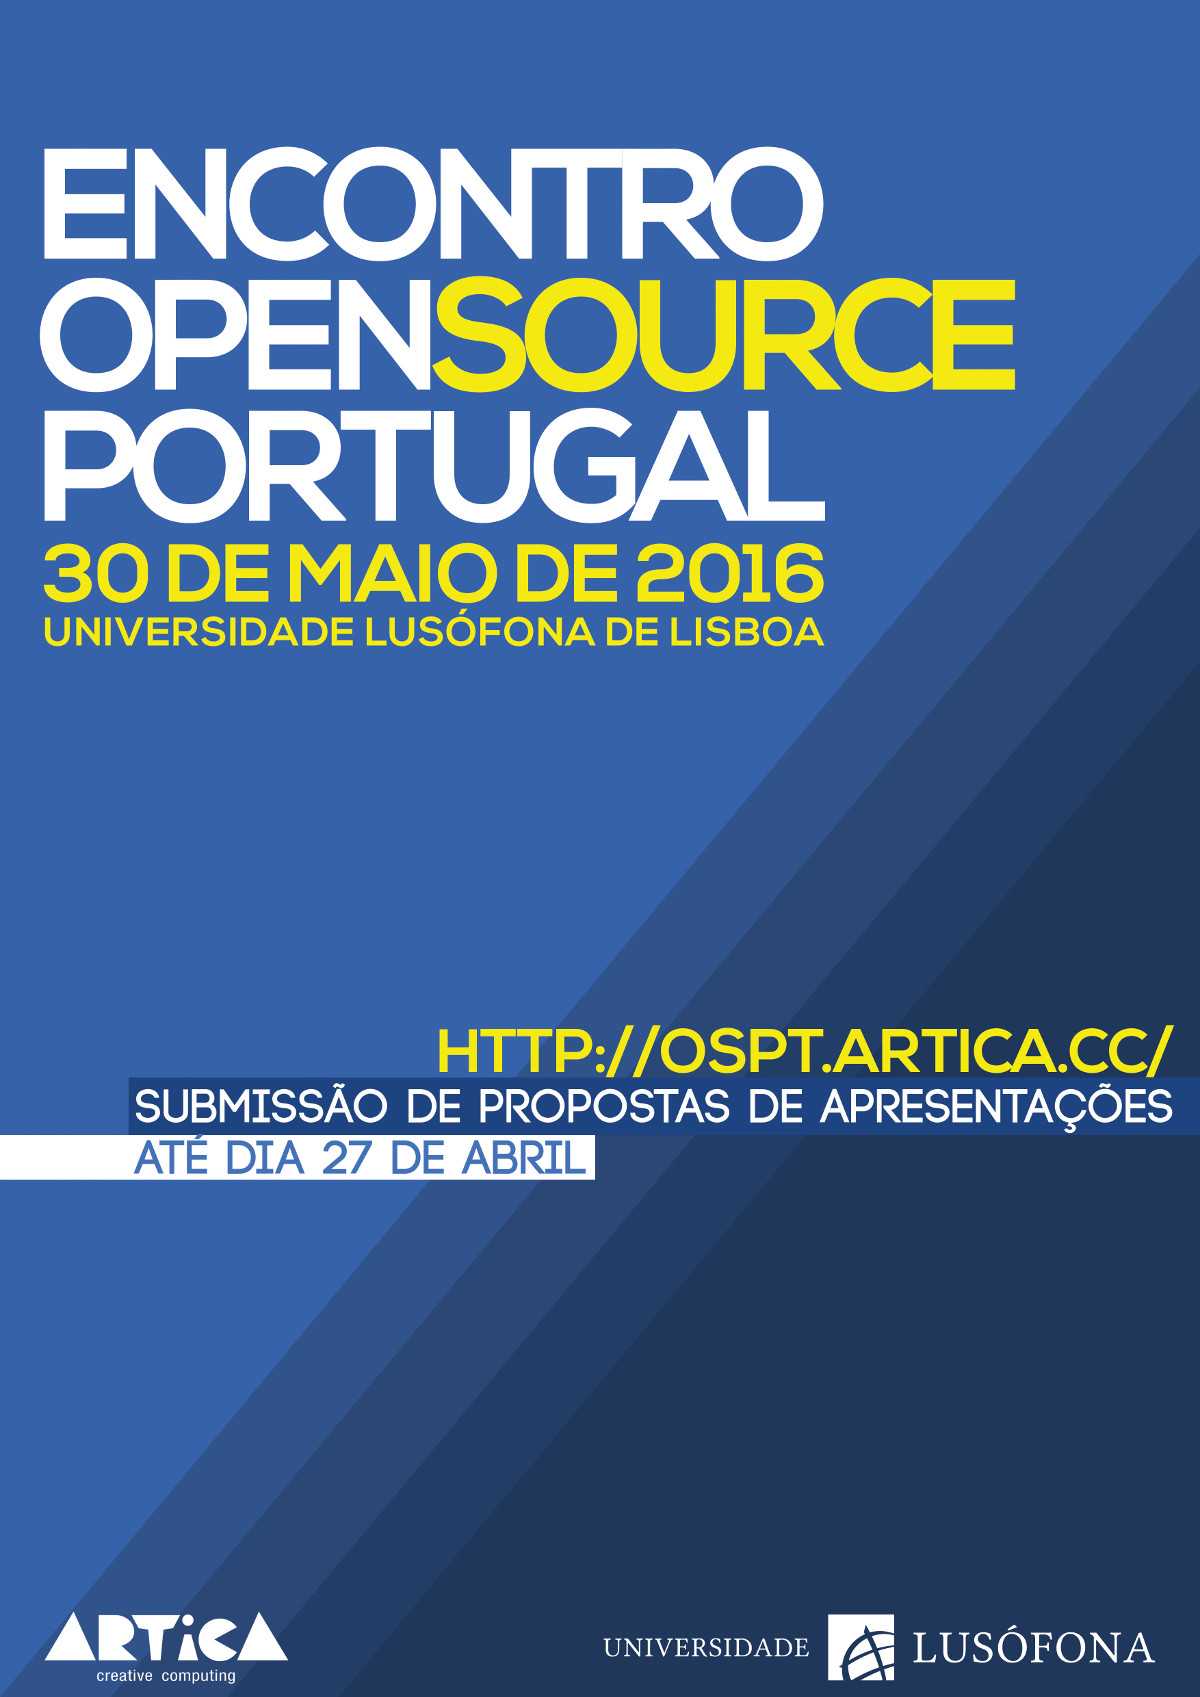 ENCONTRO
OPENSOURCE
PORTUGAL
30 DE MAIO DE 2016
UNIVERSIDADE LUSÓFONA DE LISBOA
HTTP://OSPT.ARTICA.CC/
SUBMISSÃO DE PROPOSTAS DE APRESENTAÇÕES
ATÉ DIA 27 DE ABRIL
ARTiCA
creative computing
UNIVERSIDADE LUSÓFONA